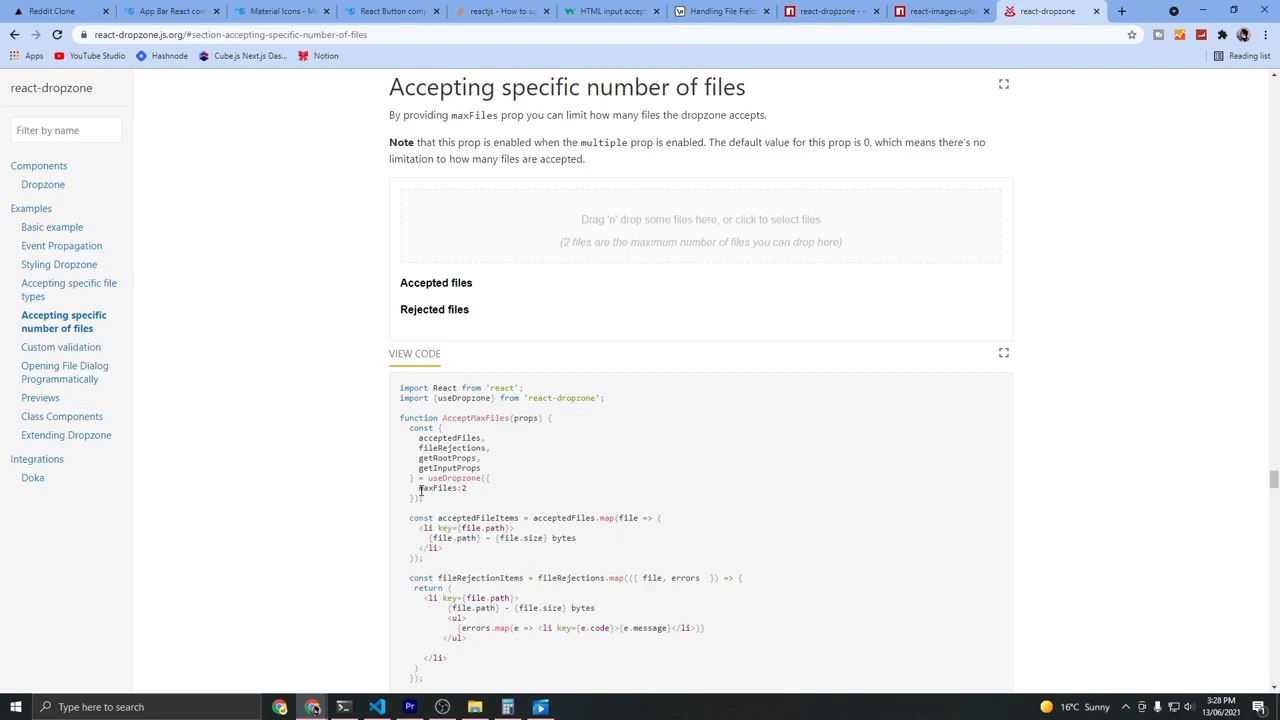 Icons - Mate
App Bar React com
Material Icons - M
React Button comp
reactjs - How to us
HTML input accept
Handling File Field
react-dropzone - n
react-images-uploa
react-dropzone
react-dropzone.js.org/#section-accepting-specific-number-of-files
Apps
YouTube Studio
Hashnode
Cube.js Next.js Das...
Notion
Reading list
react-dropzone
Filter by name
Components
Dropzone
Examples
Basic example
Event Propagation
Styling Dropzone
Accepting specific file
types
Accepting specific
number of files
Custom validation
Opening File Dialog
Programmatically
Previews
Class Components
Extending Dropzone
Integrations
Doka
Accepting specific number of files
By providing maxFiles prop you can limit how many files the dropzone accepts.
Note that this prop is enabled when the multiple prop is enabled. The default value for this prop is 0, which means there's no
limitation to how many files are accepted.
Drag 'n' drop some files here, or click to select files
(2 files are the maximum number of files you can drop here)
Accepted files
Rejected files
VIEW CODE
import React from 'react';
import {useDropzone} from 'react-dropzone';
function AcceptMaxFiles(props) {
const {
acceptedFiles,
fileRejections,
getRootProps,
getInputProps
} = useDropzone({
maxFiles:2
});
const acceptedFileItems = acceptedFiles.map(file => (
<li key={file.path}>
{file.path} - {file.size} bytes
</li>
));
const fileRejectionItems = fileRejections.map(({ file, errors  }) => {
return (
<li key={file.path}>
{file.path} - {file.size} bytes
<ul>
{errors.map(e => <li key={e.code}>{e.message}</li>)}
</ul>
</li>
)
});
Type here to search
16°C Sunny
3:28 PM
13/06/2021